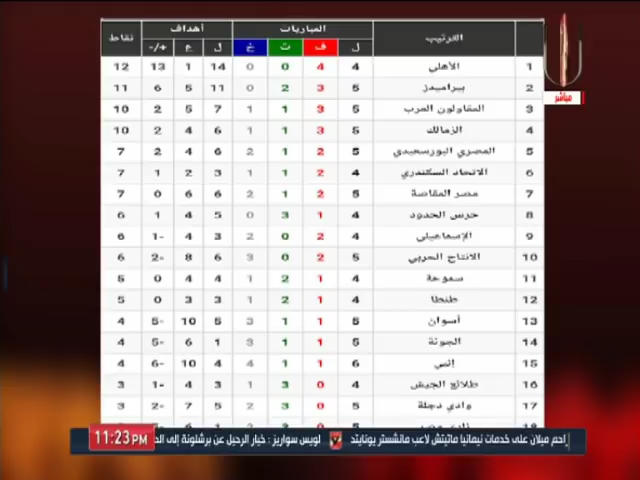 المباريات أهداف
الترتيب ل ف ت خ ل ع +/- نقاط
1 الأهلي 4 4 0 0 14 1 13 12
مباشر
2 بيراميدز 5 3 2 0 11 5 6 11
3 المقاولون العرب 5 3 1 1 7 5 2 10
4 الزمالك 5 3 1 1 6 4 2 10
5 المصري البورسعيدي 5 2 1 2 6 4 2 7
6 الاتحاد السكندري 4 2 1 1 3 2 1 7
7 مصر المقاصة 5 2 1 2 6 6 0 7
8 حرس الحدود 4 1 3 0 5 4 1 6
9 الإسماعيلي 4 2 0 2 3 4 -1 6
10 الانتاج الحربي 5 2 0 3 6 8 -2 6
11 سموحة 4 1 2 1 4 4 0 5
12 طنطا 4 1 2 1 3 3 0 5
13 أسوان 5 1 1 3 5 10 -5 4
14 الجونة 5 1 1 3 1 6 -5 4
15 إنبي 6 1 1 4 4 10 -6 4
16 طلائع الجيش 4 0 3 1 3 4 -1 3
17 وادي دجلة 5 0 3 2 5 7 -2 3
ميلان على خدمات نيمانيا ماتيتش لاعب مانشستر يونايتد لويس سواريز : خيار الرحيل عن برشلونة إلى
11:23 PM